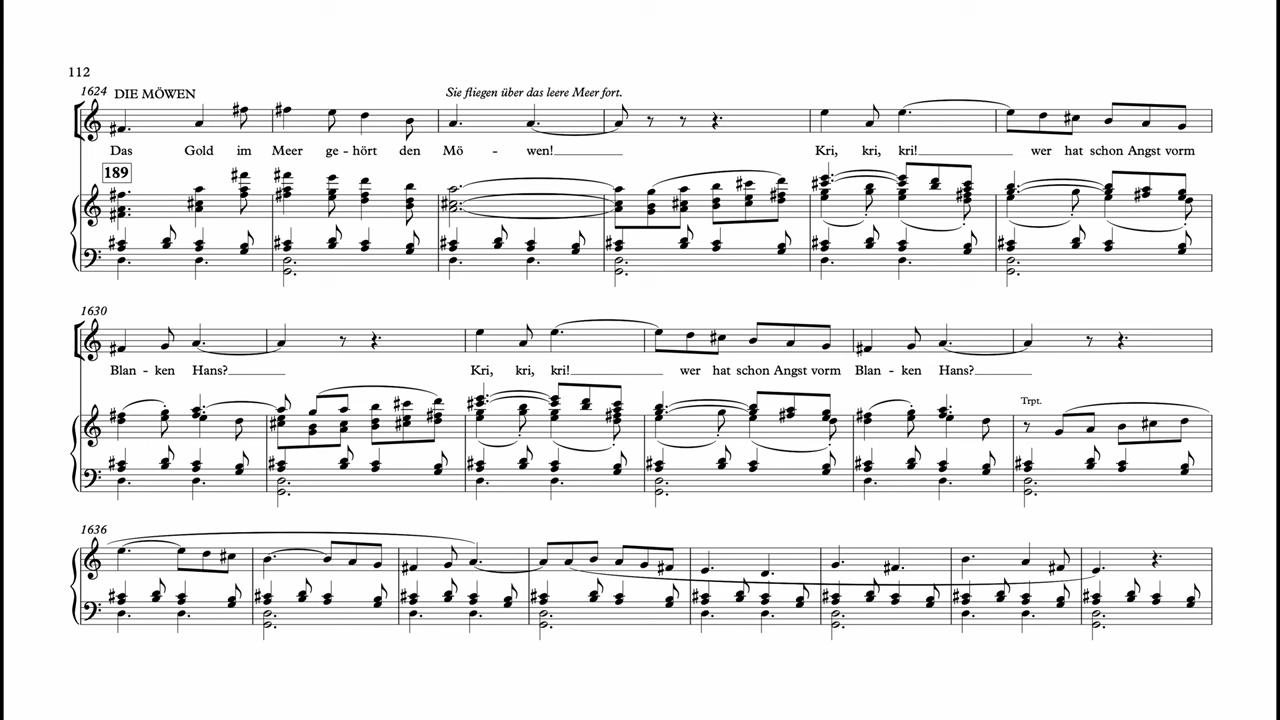 112
1624 DIE MÖWEN Sie fliegen über das leere Meer fort.
Das Gold im Meer ge - hört den Mö - wen! Kri, kri, kri! wer hat schon Angst vorm
189
1630
Blan - ken Hans? Kri, kri, kri! wer hat schon Angst vorm Blan - ken Hans?
Trpt.
1636